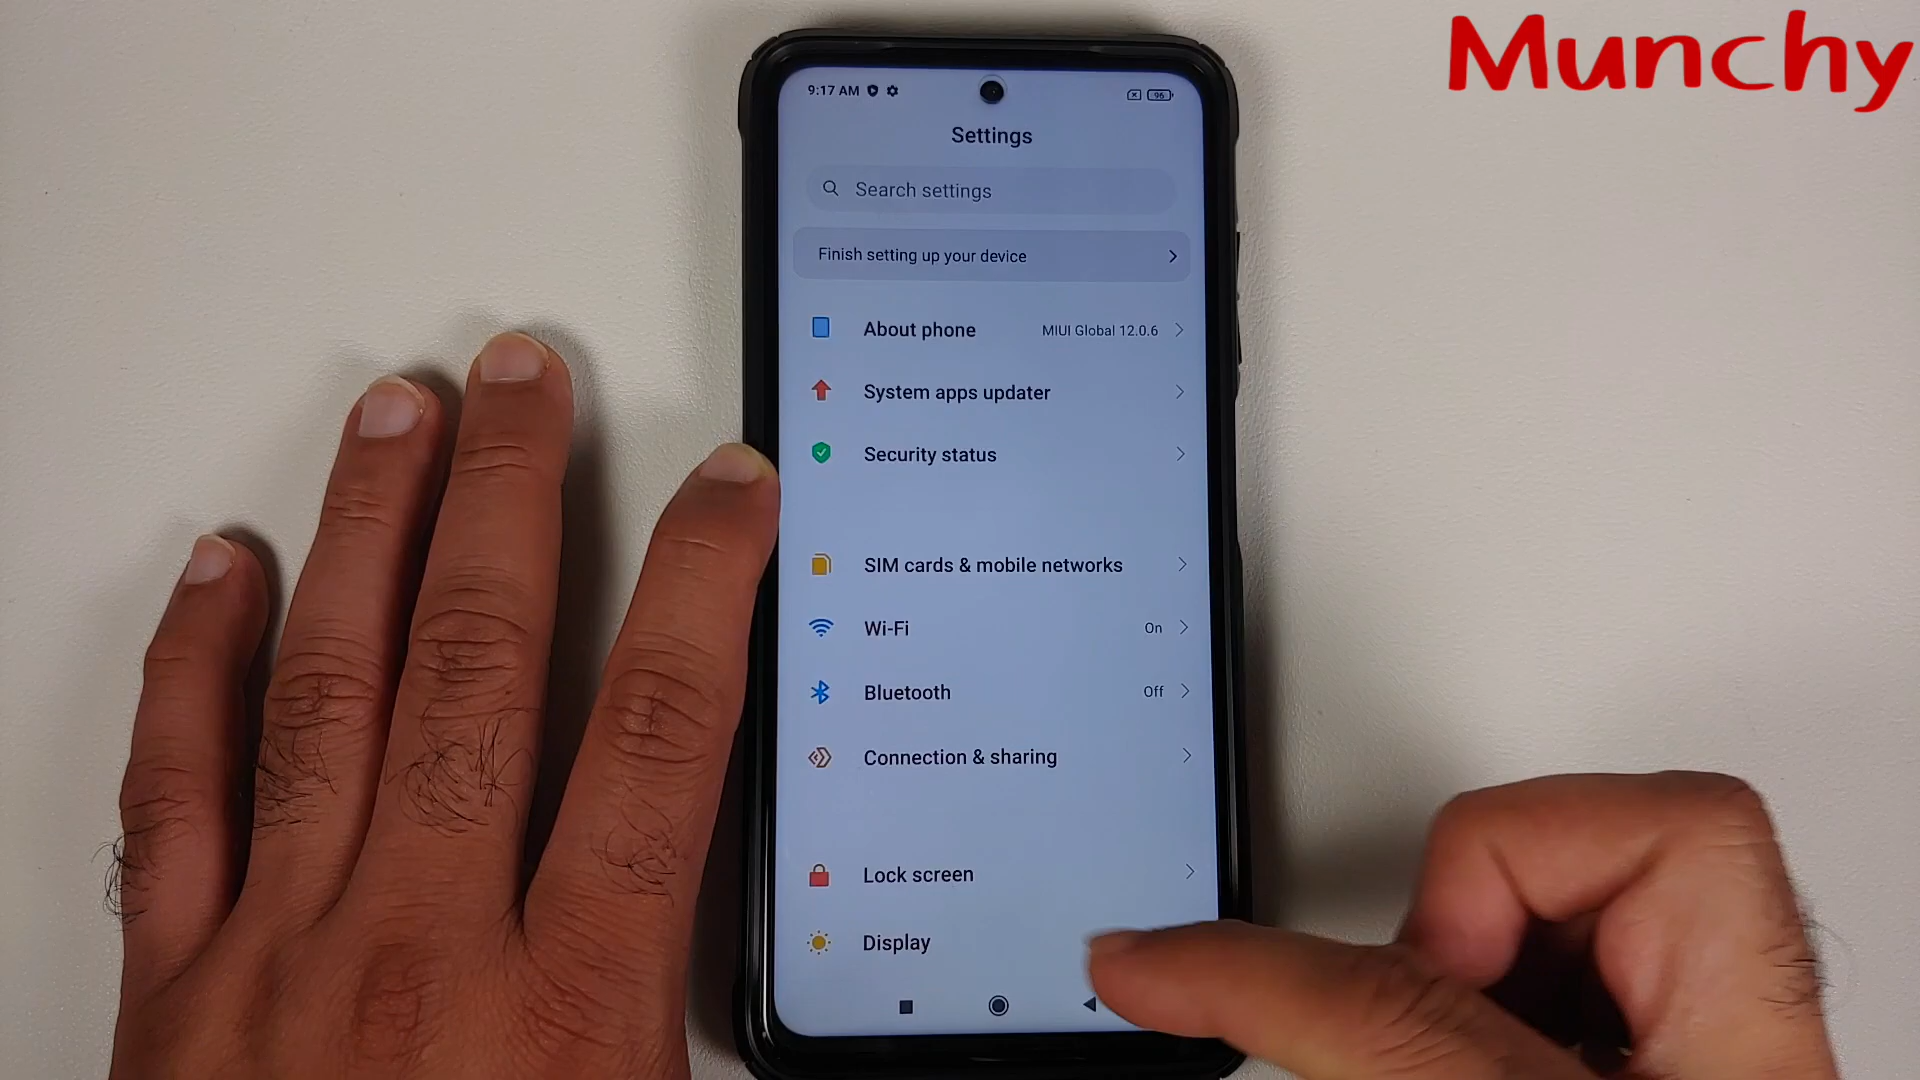 Munchy
9:17 AM
96
Settings
Search settings
Finish setting up your device
About phone MIUI Global 12.0.6
System apps updater
Security status
SIM cards & mobile networks
Wi-Fi On
Bluetooth Off
Connection & sharing
Lock screen
Display